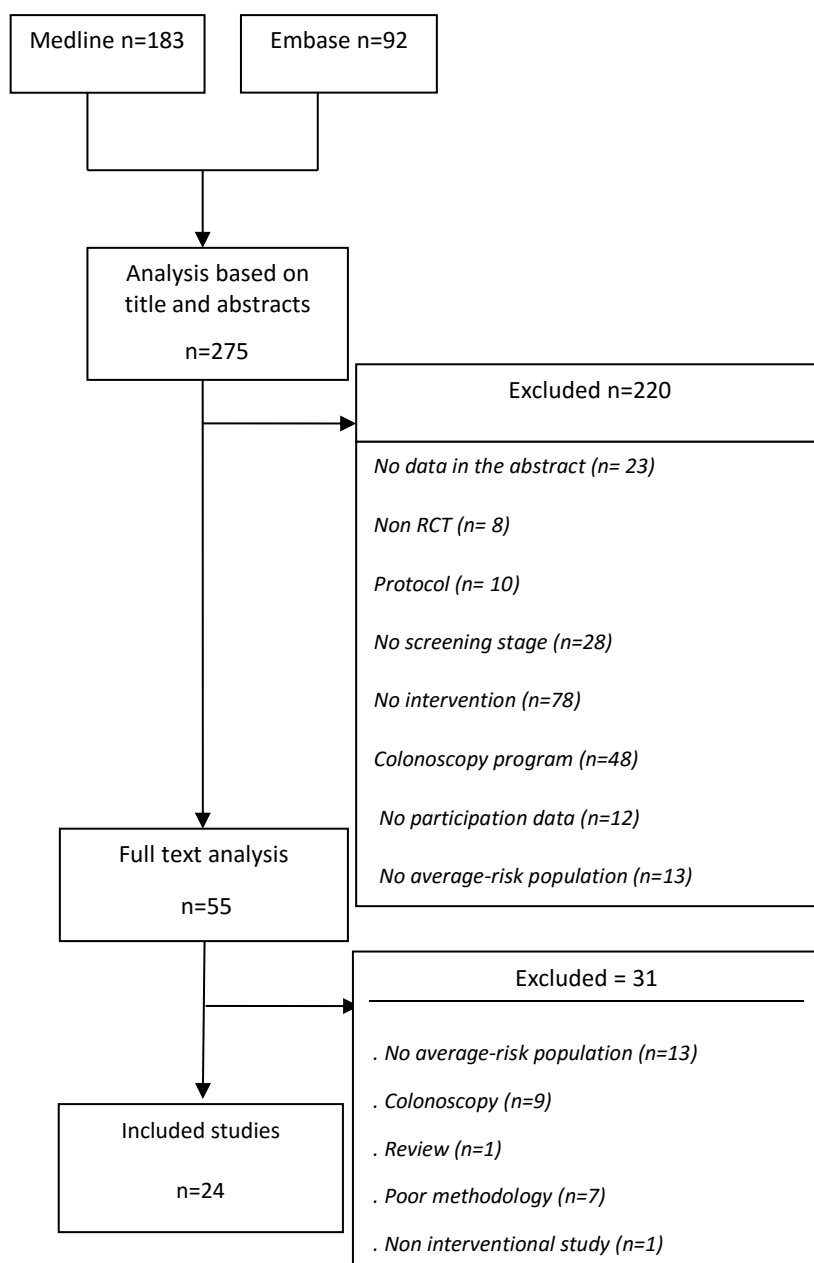 Medline n=183
Embase n=92
Analysis based on
title and abstracts
n=275
Excluded n=220
No data in the abstract (n= 23)
Non RCT (n= 8)
Protocol (n= 10)
No screening stage (n=28)
No intervention (n=78)
Colonoscopy program (n=48)
No participation data (n=12)
No average-risk population (n=13)
Full text analysis
n=55
Excluded = 31
. No average-risk population (n=13)
. Colonoscopy (n=9)
. Review (n=1)
. Poor methodology (n=7)
. Non interventional study (n=1)
Included studies
n=24